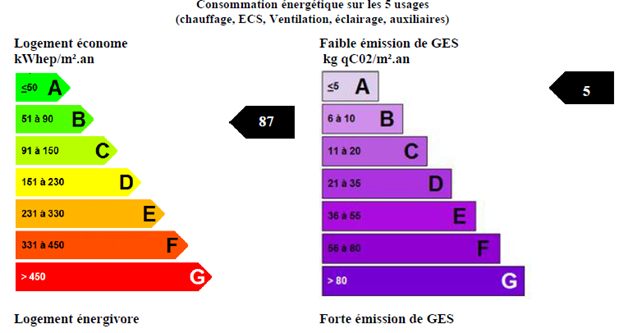 Consommation énergétique sur les 5 usages
(chauffage, ECS, Ventilation, éclairage, auxiliaires)
Logement économe
kWhep/m².an
≤50 A
51 à 90 B
91 à 150 C
151 à 230 D
231 à 330 E
331 à 450 F
> 450 G
87
Logement énergivore
Faible émission de GES
kg qC02/m².an
≤5 A
6 à 10 B
11 à 20 C
21 à 35 D
36 à 55 E
56 à 80 F
> 80 G
5
Forte émission de GES